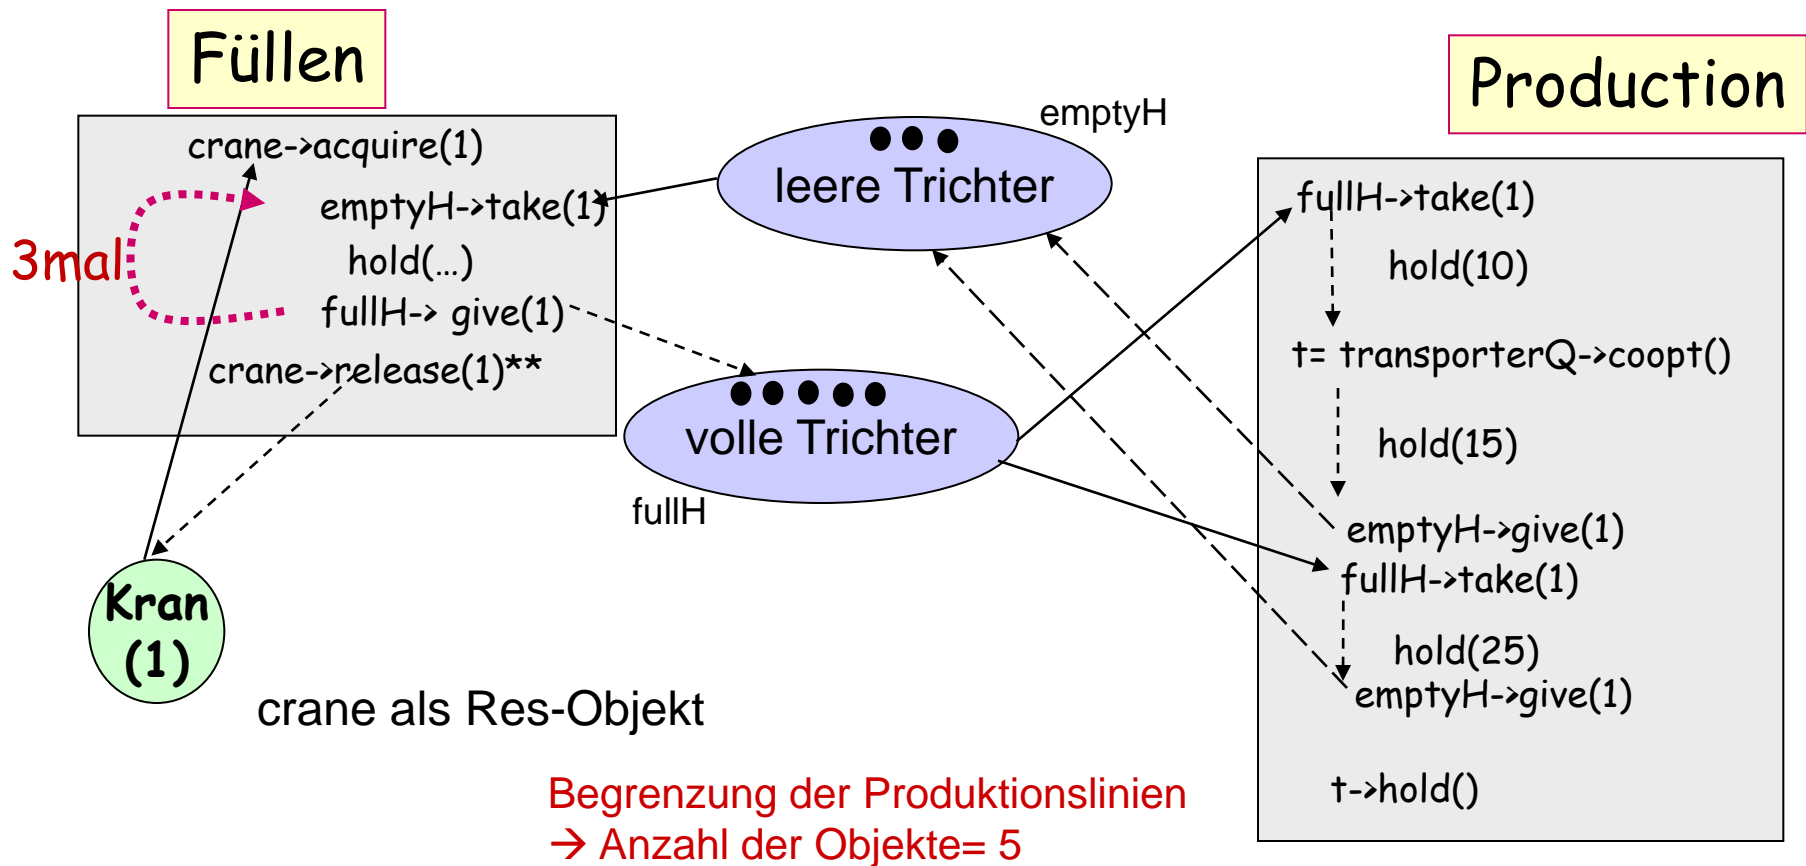 Füllen
crane->acquire(1)
emptyH->take(1)
3mal
hold(...)
fullH-> give(1)
crane->release(1)**
Kran
(1)
crane als Res-Objekt
emptyH
leere Trichter
volle Trichter
fullH
Begrenzung der Produktionslinien
→ Anzahl der Objekte= 5
Production
fullH->take(1)
hold(10)
t= transporterQ->coopt()
hold(15)
emptyH->give(1)
fullH->take(1)
hold(25)
emptyH->give(1)
t->hold()